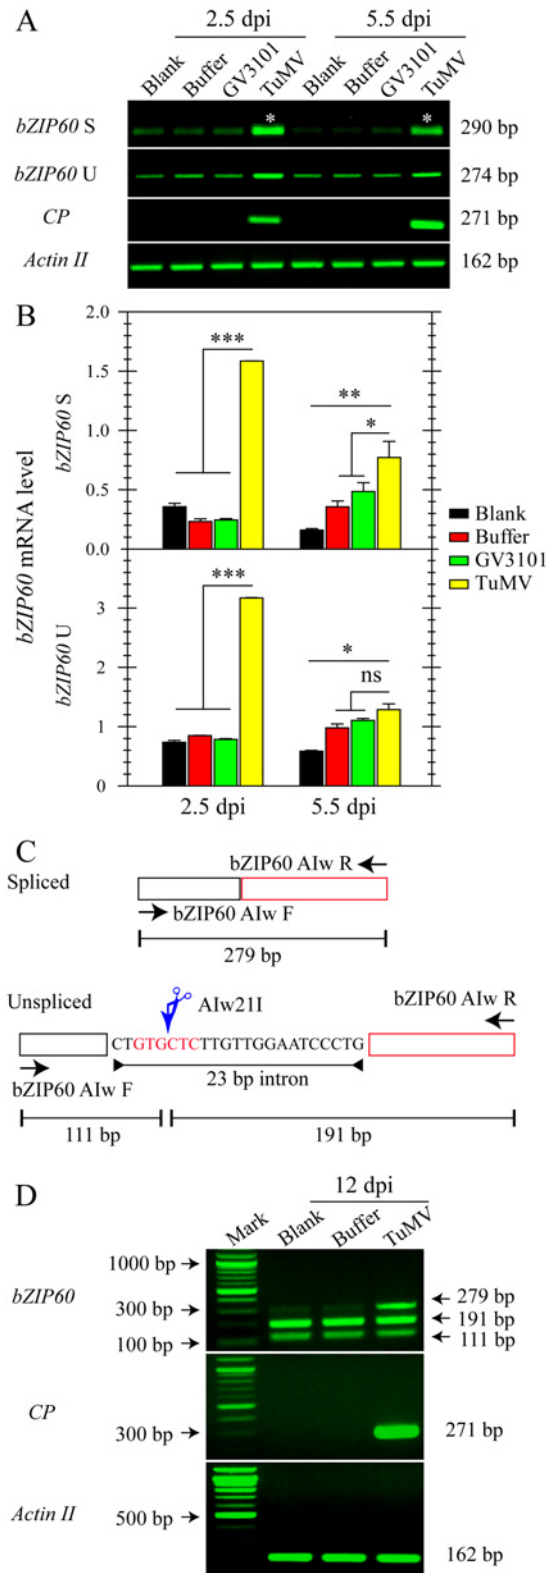 A
2.5 dpi 5.5 dpi
Blank Buffer GV3101 TuMV Blank Buffer GV3101 TuMV
bZIP60 S * * 290 bp
bZIP60 U 274 bp
CP 271 bp
Actin II 162 bp
B
bZIP60 mRNA level
bZIP60 S
2.0
1.5
1.0
0.5
0.0
***
**
*
Blank
Buffer
GV3101
TuMV
bZIP60 U
3
2
1
0
***
*
ns
2.5 dpi 5.5 dpi
C
bZIP60 AIw R
Spliced
bZIP60 AIw F
279 bp
Unspliced AIw21I bZIP60 AIw R
CTGTGCTCTTGTTGGAATCCCTG
bZIP60 AIw F 23 bp intron
111 bp 191 bp
D
12 dpi
Mark Blank Buffer TuMV
bZIP60
1000 bp
300 bp 279 bp
191 bp
100 bp 111 bp
CP
300 bp 271 bp
Actin II 500 bp
162 bp